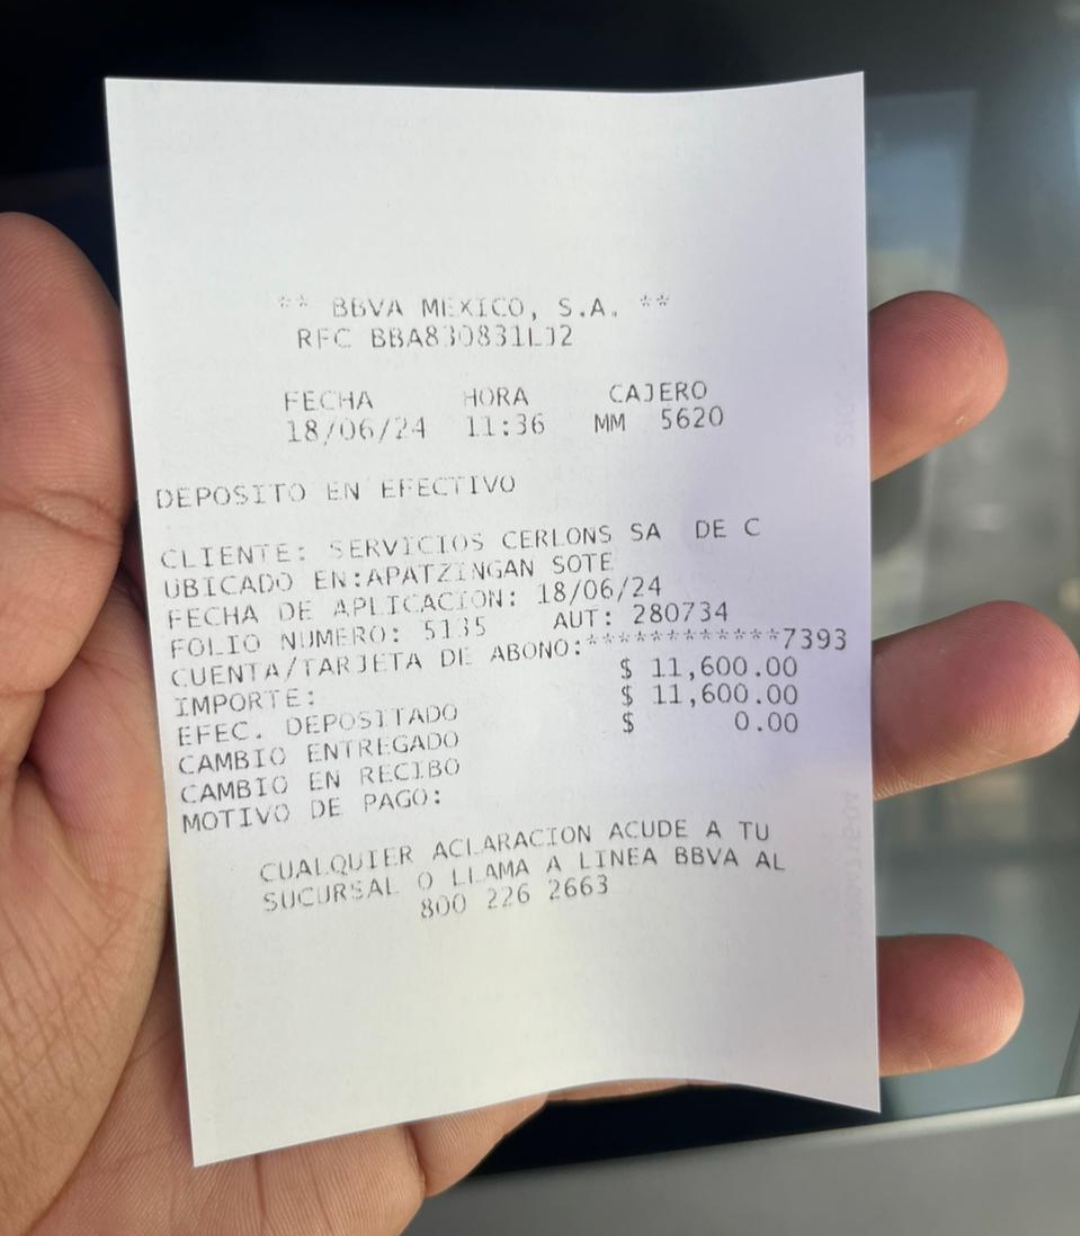 ** BBVA MEXICO, S.A. **
RFC BBA830831LJ2
FECHA HORA CAJERO
18/06/24 11:36 MM 5620
DEPOSITO EN EFECTIVO
CLIENTE: SERVICIOS CERLONS SA DE C
UBICADO EN:APATZINGAN SOTE
FECHA DE APLICACION: 18/06/24
FOLIO NUMERO: 5135 AUT: 280734
CUENTA/TARJETA DE ABONO:************7393
IMPORTE: $ 11,600.00
EFEC. DEPOSITADO $ 11,600.00
CAMBIO ENTREGADO $ 0.00
CAMBIO EN RECIBO
MOTIVO DE PAGO:
CUALQUIER ACLARACION ACUDE A TU
SUCURSAL O LLAMA A LINEA BBVA AL
800 226 2663